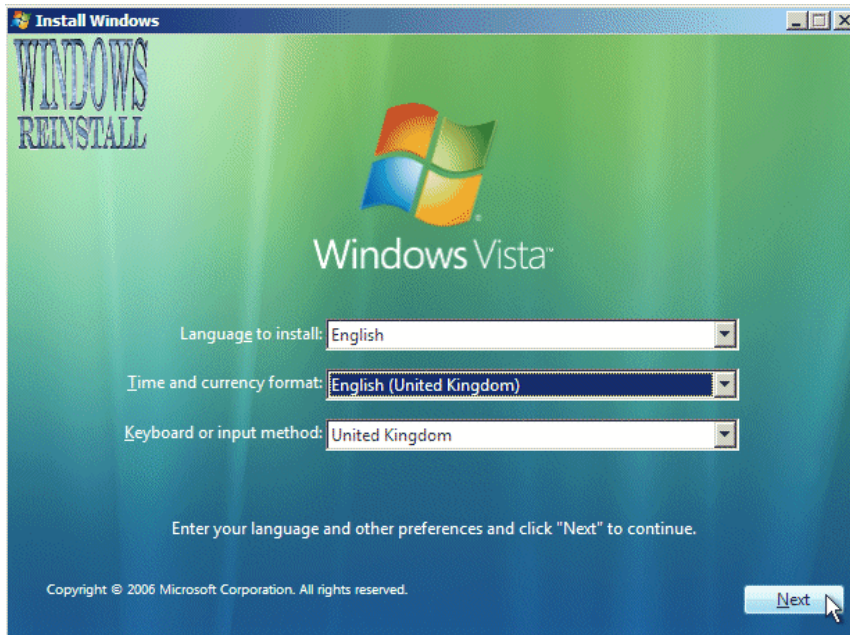 Install Windows
WINDOWS
REINSTALL
Windows Vista™
Language to install: English
Time and currency format: English (United Kingdom)
Keyboard or input method: United Kingdom
Enter your language and other preferences and click "Next" to continue.
Copyright © 2006 Microsoft Corporation. All rights reserved.
Next